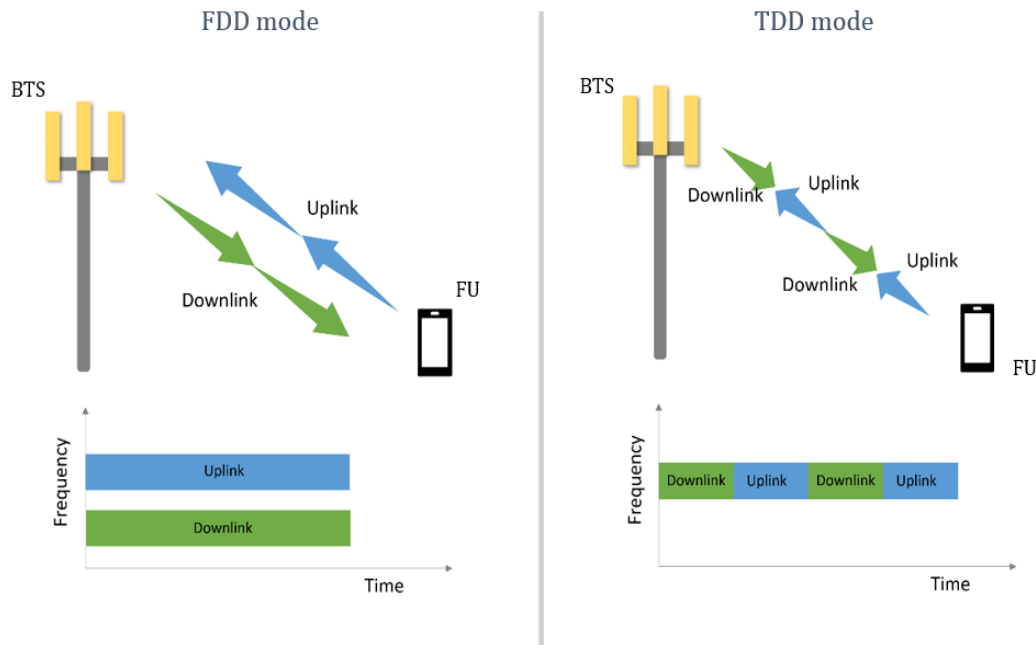 FDD mode
BTS
Uplink
Downlink
FU
Frequency
Uplink
Downlink
Time
TDD mode
BTS
Uplink
Downlink
Uplink
Downlink
FU
Frequency
Downlink Uplink Downlink Uplink
Time